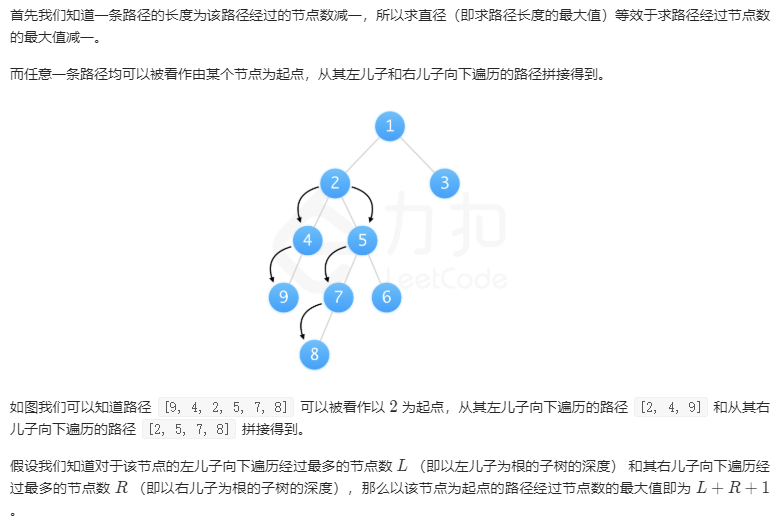 首先我们知道一条路径的长度为该路径经过的节点数减一，所以求直径（即求路径长度的最大值）等效于求路径经过节点数
的最大值减一。
而任意一条路径均可以被看作由某个节点为起点，从其左儿子和右儿子向下遍历的路径拼接得到。
1
2 3
4 5
9 7 6
8
力扣
LeetCode
如图我们可以知道路径 [9, 4, 2, 5, 7, 8] 可以被看作以 2 为起点，从其左儿子向下遍历的路径 [2, 4, 9] 和从其右
儿子向下遍历的路径 [2, 5, 7, 8] 拼接得到。
假设我们知道对于该节点的左儿子向下遍历经过最多的节点数 L （即以左儿子为根的子树的深度） 和其右儿子向下遍历经
过最多的节点数 R （即以右儿子为根的子树的深度），那么以该节点为起点的路径经过节点数的最大值即为 L + R + 1
。